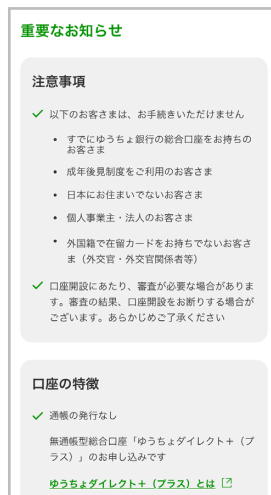 重要なお知らせ
注意事項
以下のお客さまは、お手続きいただけません
• すでにゆうちょ銀行の総合口座をお持ちの
お客さま
• 成年後見制度をご利用のお客さま
• 日本にお住まいでないお客さま
• 個人事業主・法人のお客さま
• 外国籍で在留カードをお持ちでないお客さ
ま（外交官・外交官関係者等）
口座開設にあたり、審査が必要な場合がありま
す。審査の結果、口座開設をお断りする場合が
ございます。あらかじめご了承ください
口座の特徴
通帳の発行なし
無通帳型総合口座「ゆうちょダイレクト＋（プ
ラス）」のお申し込みです
ゆうちょダイレクト＋（プラス）とは